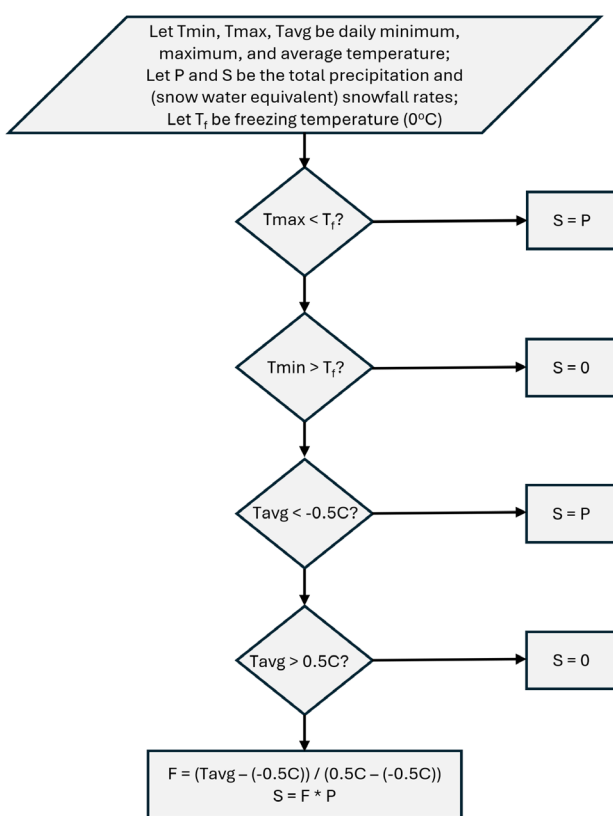 Let Tmin, Tmax, Tavg be daily minimum,
maximum, and average temperature;
Let P and S be the total precipitation and
(snow water equivalent) snowfall rates;
Let Tf be freezing temperature (0ºC)
Tmax < Tf?
S = P
Tmin > Tf?
S = 0
Tavg < -0.5C?
S = P
Tavg > 0.5C?
S = 0
F = (Tavg – (-0.5C)) / (0.5C – (-0.5C))
S = F * P